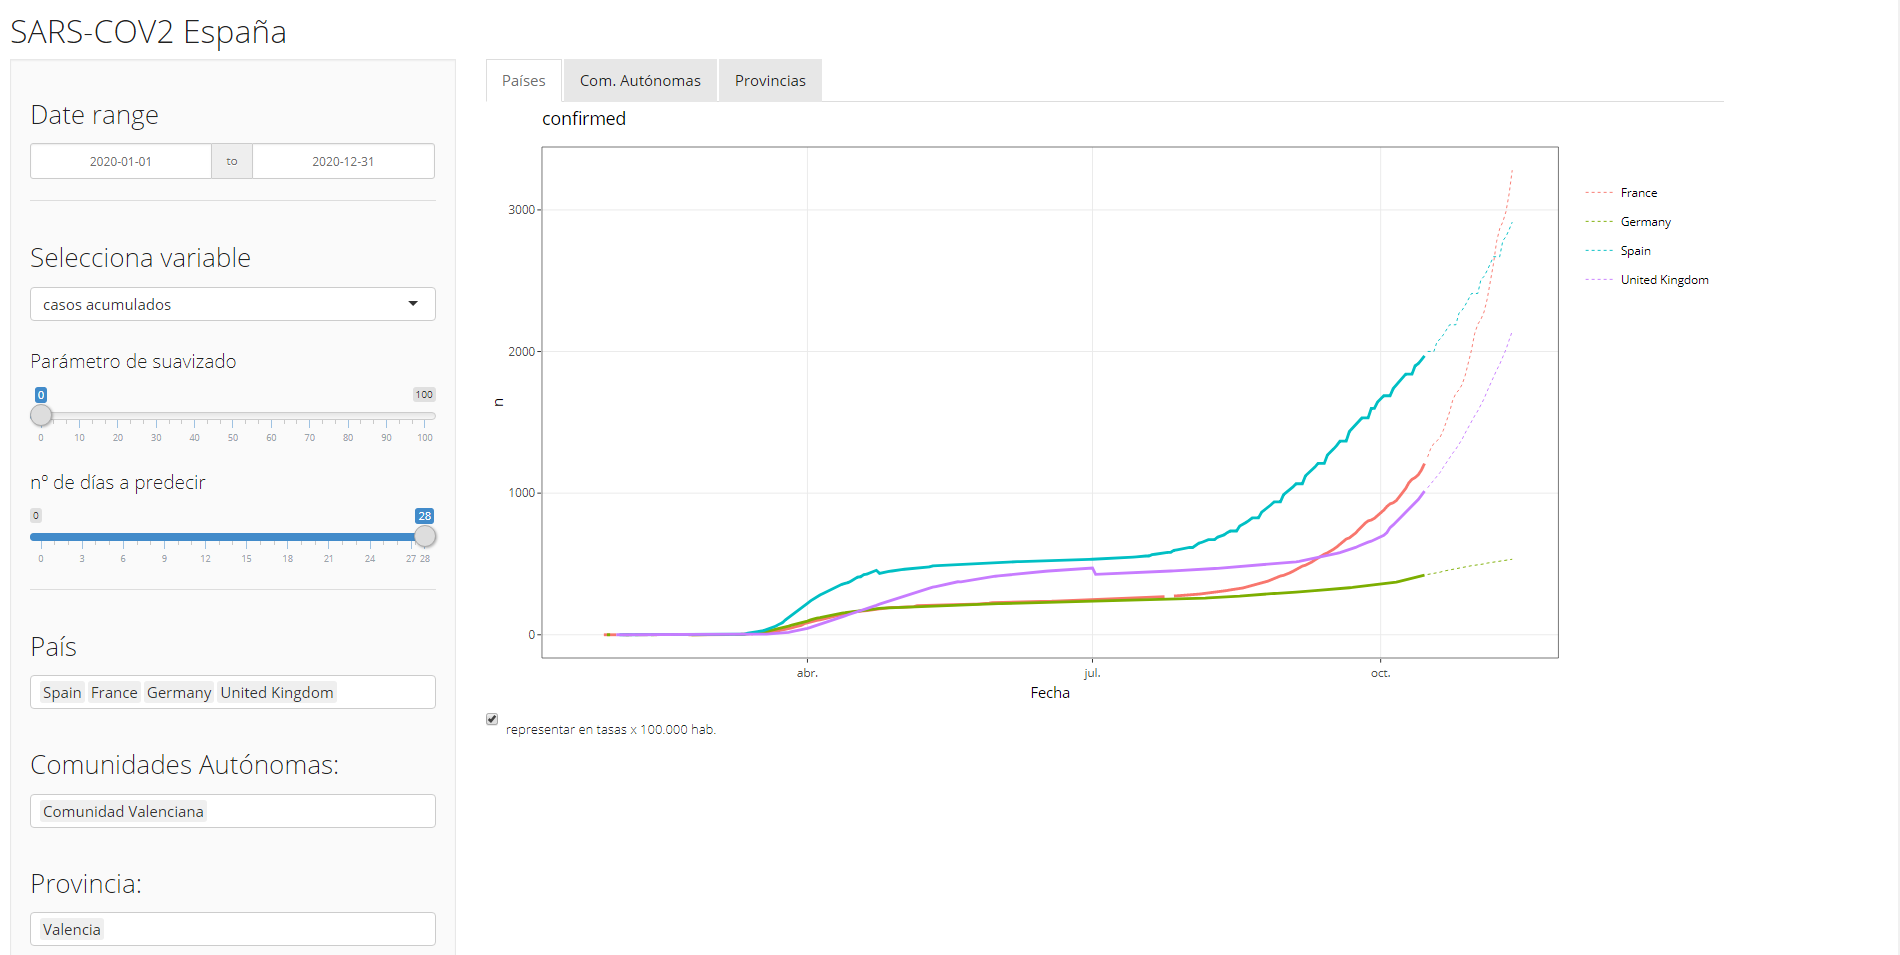 SARS-COV2 España
Date range
2020-01-01 to 2020-12-31
Selecciona variable
casos acumulados
Parámetro de suavizado
0 100
0 10 20 30 40 50 60 70 80 90 100
nº de días a predecir
0 28
0 3 6 9 12 15 18 21 24 27 28
País
Spain France Germany United Kingdom
Comunidades Autónomas:
Comunidad Valenciana
Provincia:
Valencia
Países Com. Autónomas Provincias
confirmed
3000
2000
1000
0
n
abr. jul. oct.
Fecha
France
Germany
Spain
United Kingdom
representar en tasas x 100.000 hab.